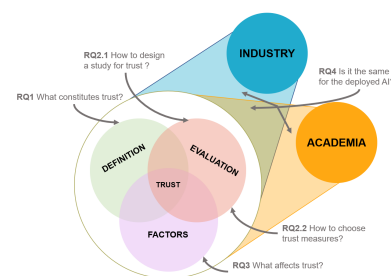 RQ2.1 How to design
a study for trust ?
INDUSTRY
RQ4 Is it the same
for the deployed AI?
RQ1 What constitutes trust?
ACADEMIA
DEFINITION
EVALUATION
TRUST
FACTORS
RQ2.2 How to choose
trust measures?
RQ3 What affects trust?